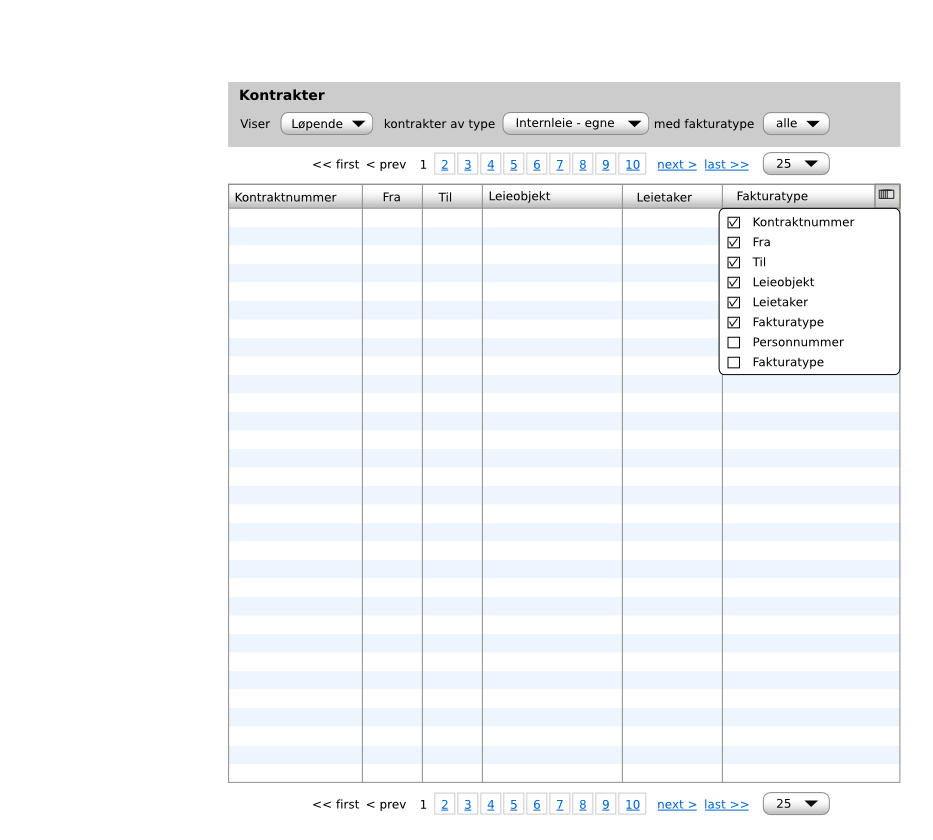 Kontrakter
Viser Løpende kontrakter av type Internleie - egne med fakturatype alle
<< first < prev 1 2 3 4 5 6 7 8 9 10 next > last >> 25
Kontraktnummer Fra Til Leieobjekt Leietaker Fakturatype
Kontraktnummer
Fra
Til
Leieobjekt
Leietaker
Fakturatype
Personnummer
Fakturatype
<< first < prev 1 2 3 4 5 6 7 8 9 10 next > last >> 25